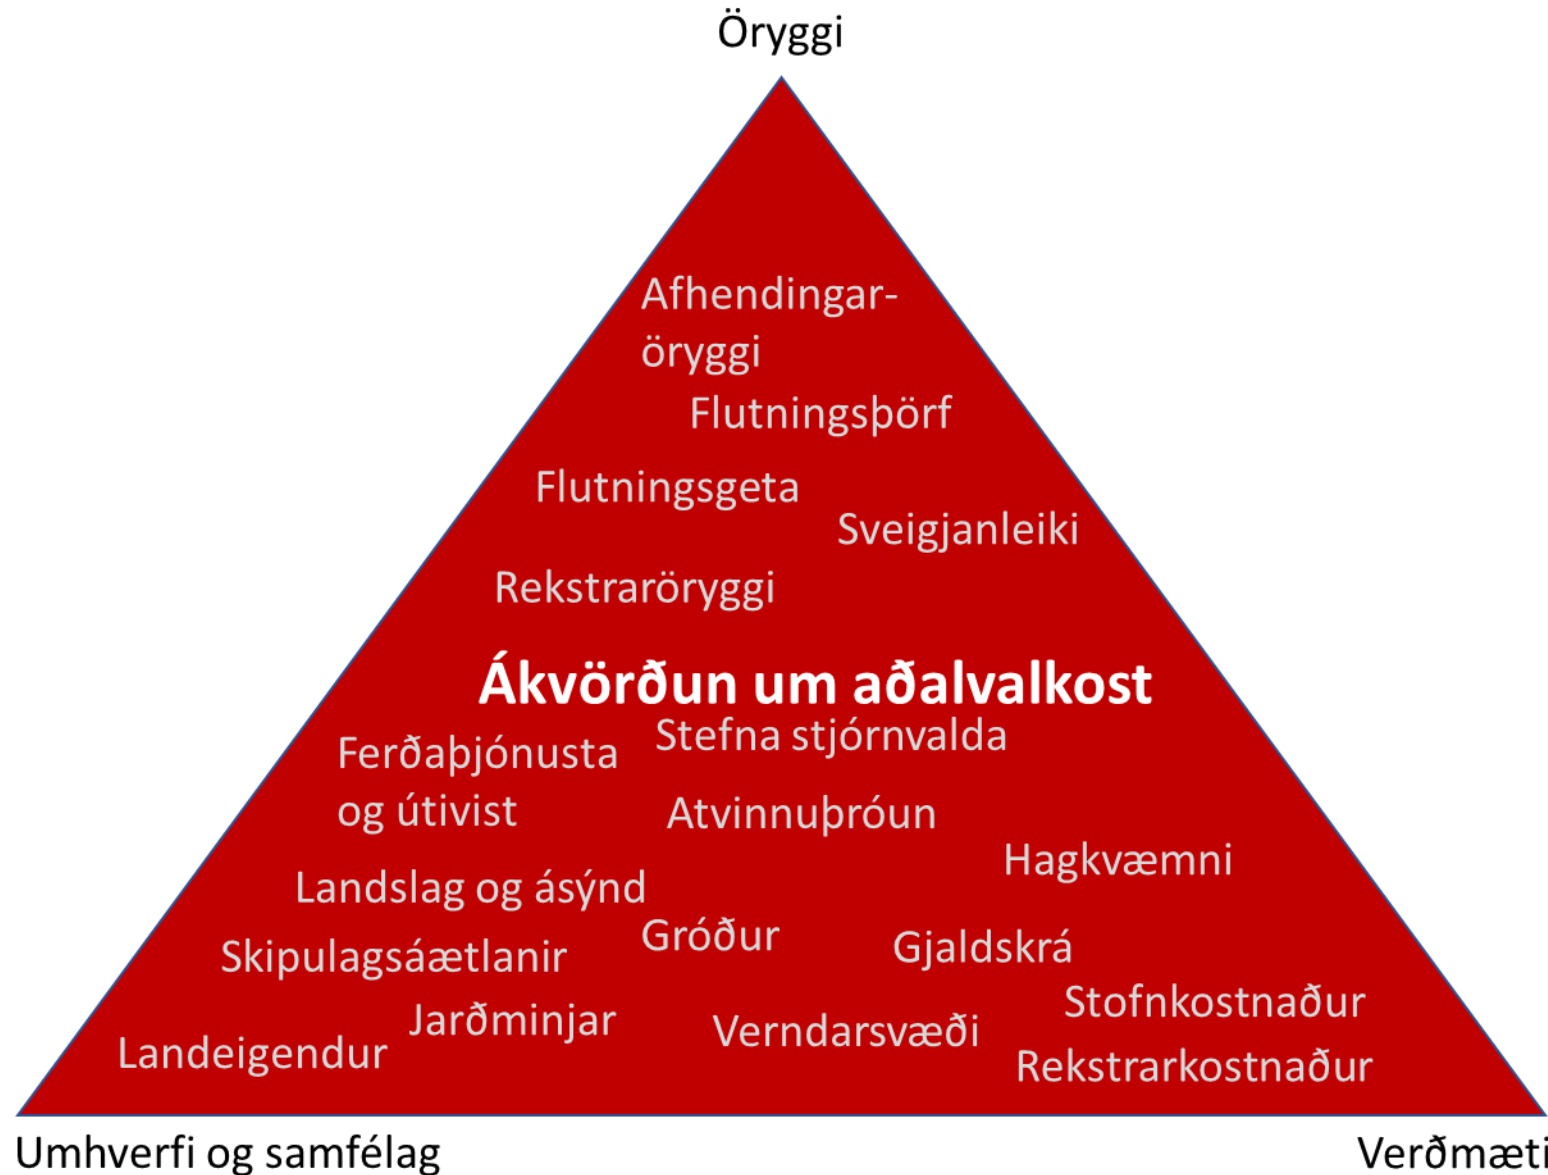 Öryggi
Afhendingar-
öryggi
Flutningsþörf
Flutningsgeta
Sveigjanleiki
Rekstraröryggi
Ákvörðun um aðalvalkost
Stefna stjórnvalda
Ferðaþjónusta
og útivist
Atvinnuþróun
Hagkvæmni
Landslag og ásýnd
Gróður
Gjaldskrá
Skipulagsáætlanir
Stofnkostnaður
Jarðminjar
Verndarsvæði
Landeigendur
Rekstrarkostnaður
Umhverfi og samfélag
Verðmæti